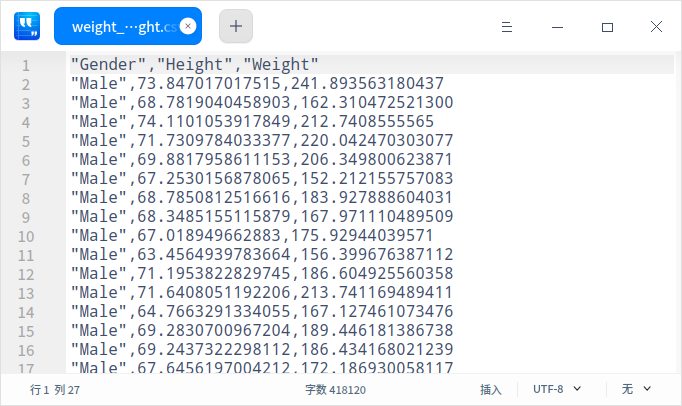 weight_…ght.cs
1 "Gender","Height","Weight"
2 "Male",73.847017017515,241.893563180437
3 "Male",68.7819040458903,162.310472521300
4 "Male",74.1101053917849,212.7408555565
5 "Male",71.7309784033377,220.042470303077
6 "Male",69.8817958611153,206.349800623871
7 "Male",67.2530156878065,152.212155757083
8 "Male",68.7850812516616,183.927888604031
9 "Male",68.3485155115879,167.971110489509
10 "Male",67.018949662883,175.92944039571
11 "Male",63.4564939783664,156.399676387112
12 "Male",71.1953822829745,186.604925560358
13 "Male",71.6408051192206,213.741169489411
14 "Male",64.7663291334055,167.127461073476
15 "Male",69.2830700967204,189.446181386738
16 "Male",69.2437322298112,186.434168021239
17 "Male",67.6456197004212,172.186930058117
行 1 列 27 字数 418120 插入 UTF-8 无